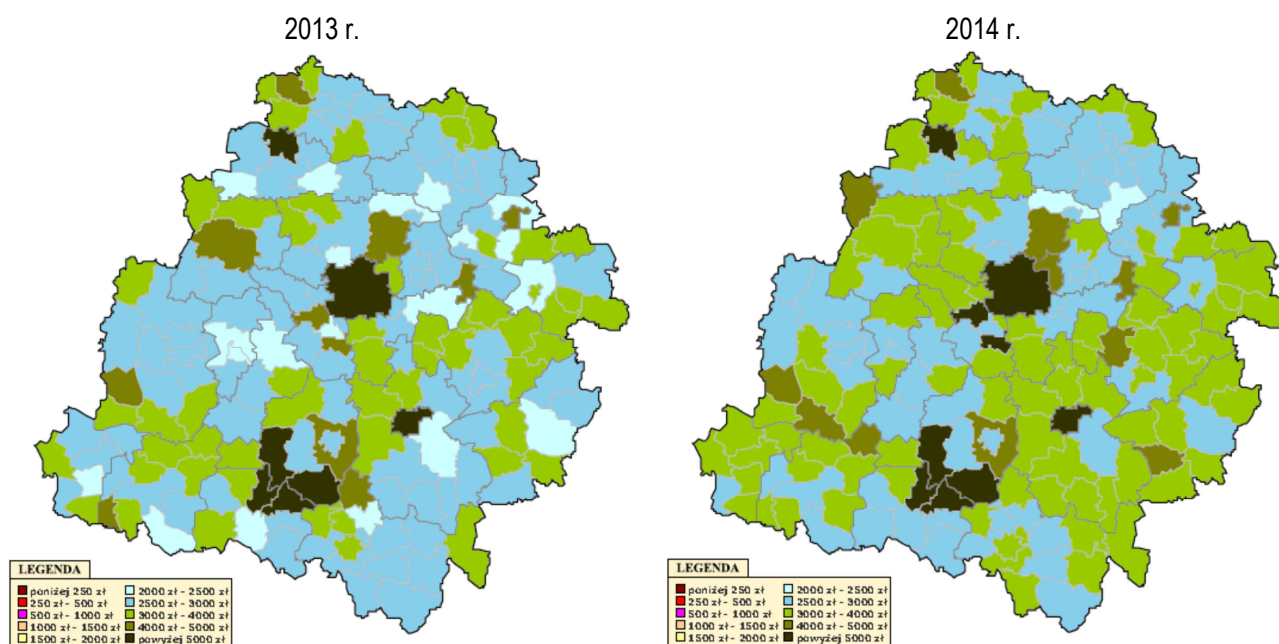 2013 r.
2014 r.
LEGENDA
poniżej 250 zł
2000 zł - 2500 zł
250 zł - 500 zł
2500 zł - 3000 zł
500 zł - 1000 zł
3000 zł - 4000 zł
1000 zł - 1500 zł
4000 zł - 5000 zł
1500 zł - 2000 zł
powyżej 5000 zł
LEGENDA
poniżej 250 zł
2000 zł - 2500 zł
250 zł - 500 zł
2500 zł - 3000 zł
500 zł - 1000 zł
3000 zł - 4000 zł
1000 zł - 1500 zł
4000 zł - 5000 zł
1500 zł - 2000 zł
powyżej 5000 zł